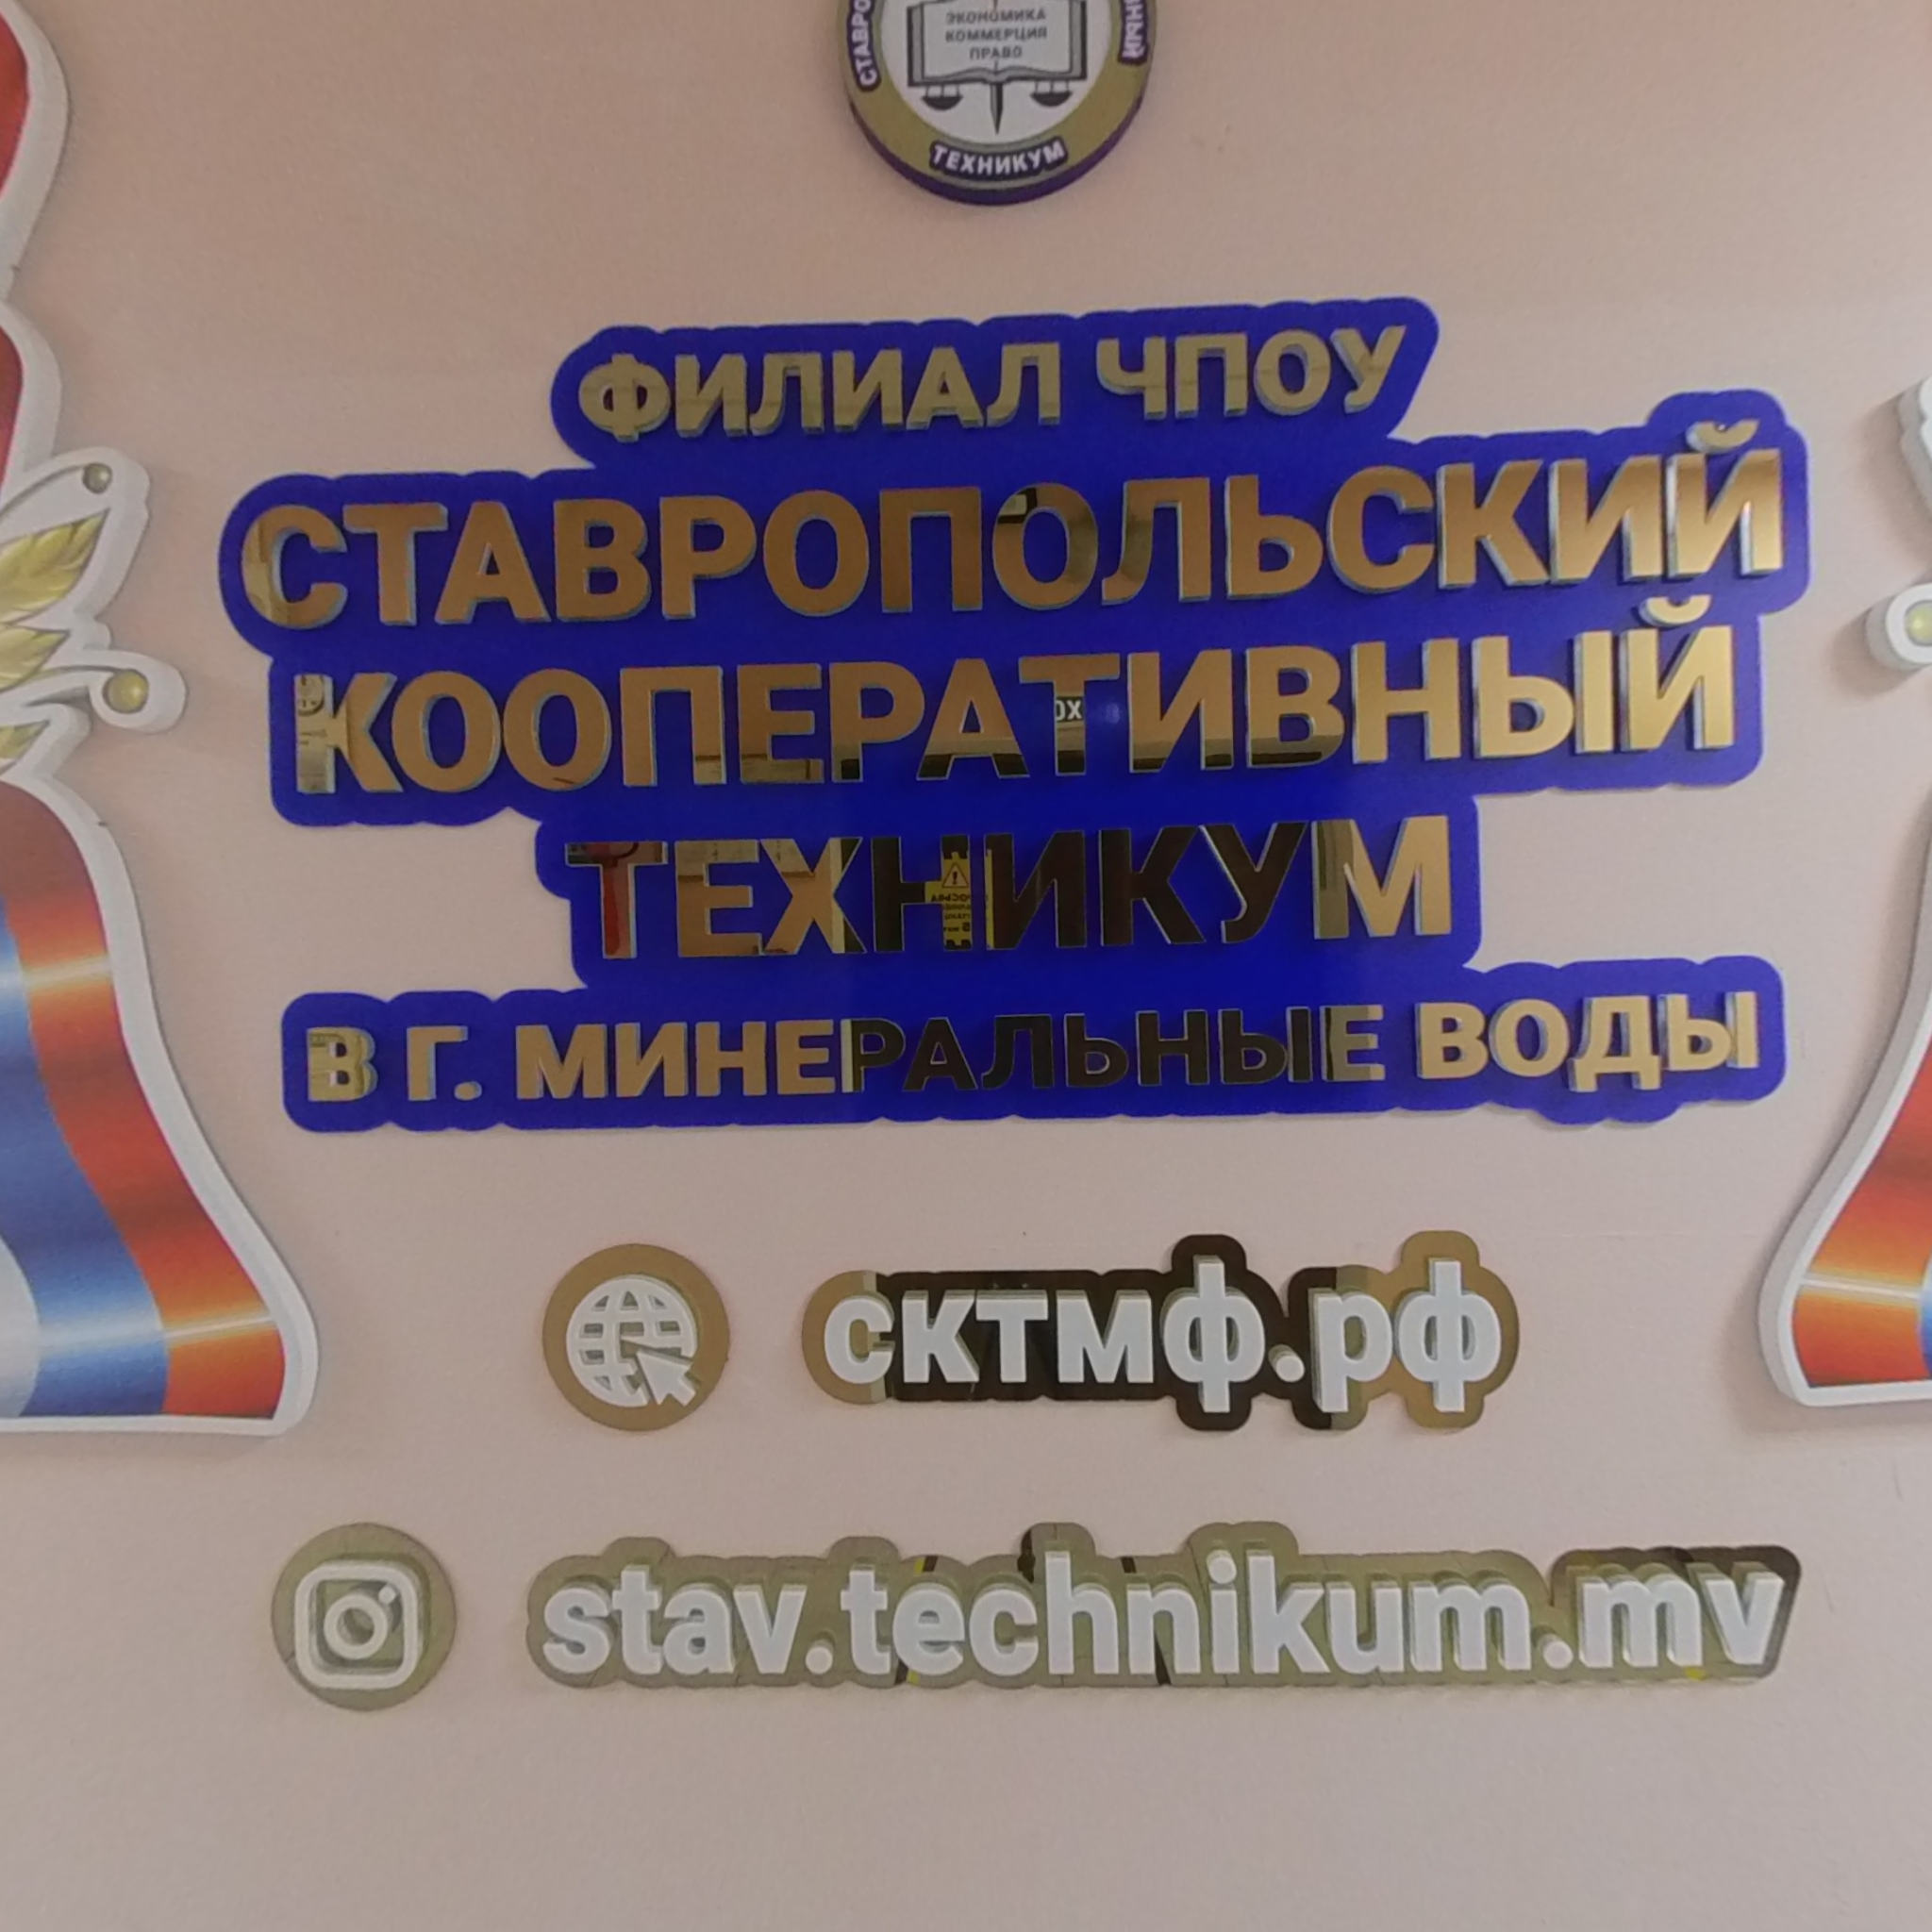 ЭКОНОМИКА
КОММЕРЦИЯ
ПРАВО
ТЕХНИКУМ
ФИЛИАЛ ЧПОУ
СТАВРОПОЛЬСКИЙ
КООПЕРАТИВНЫЙ
ТЕХНИКУМ
В Г. МИНЕРАЛЬНЫЕ ВОДЫ
сктмф.рф
stav.technikum.mv